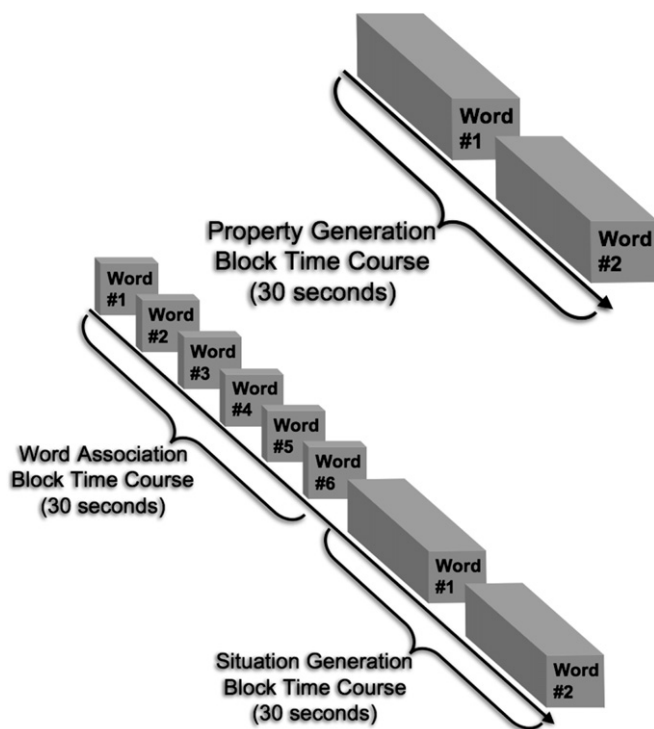 Word
#1
Word
#2
Property Generation
Block Time Course
(30 seconds)
Word
#1
Word
#2
Word
#3
Word
#4
Word
#5
Word
#6
Word Association
Block Time Course
(30 seconds)
Word
#1
Word
#2
Situation Generation
Block Time Course
(30 seconds)